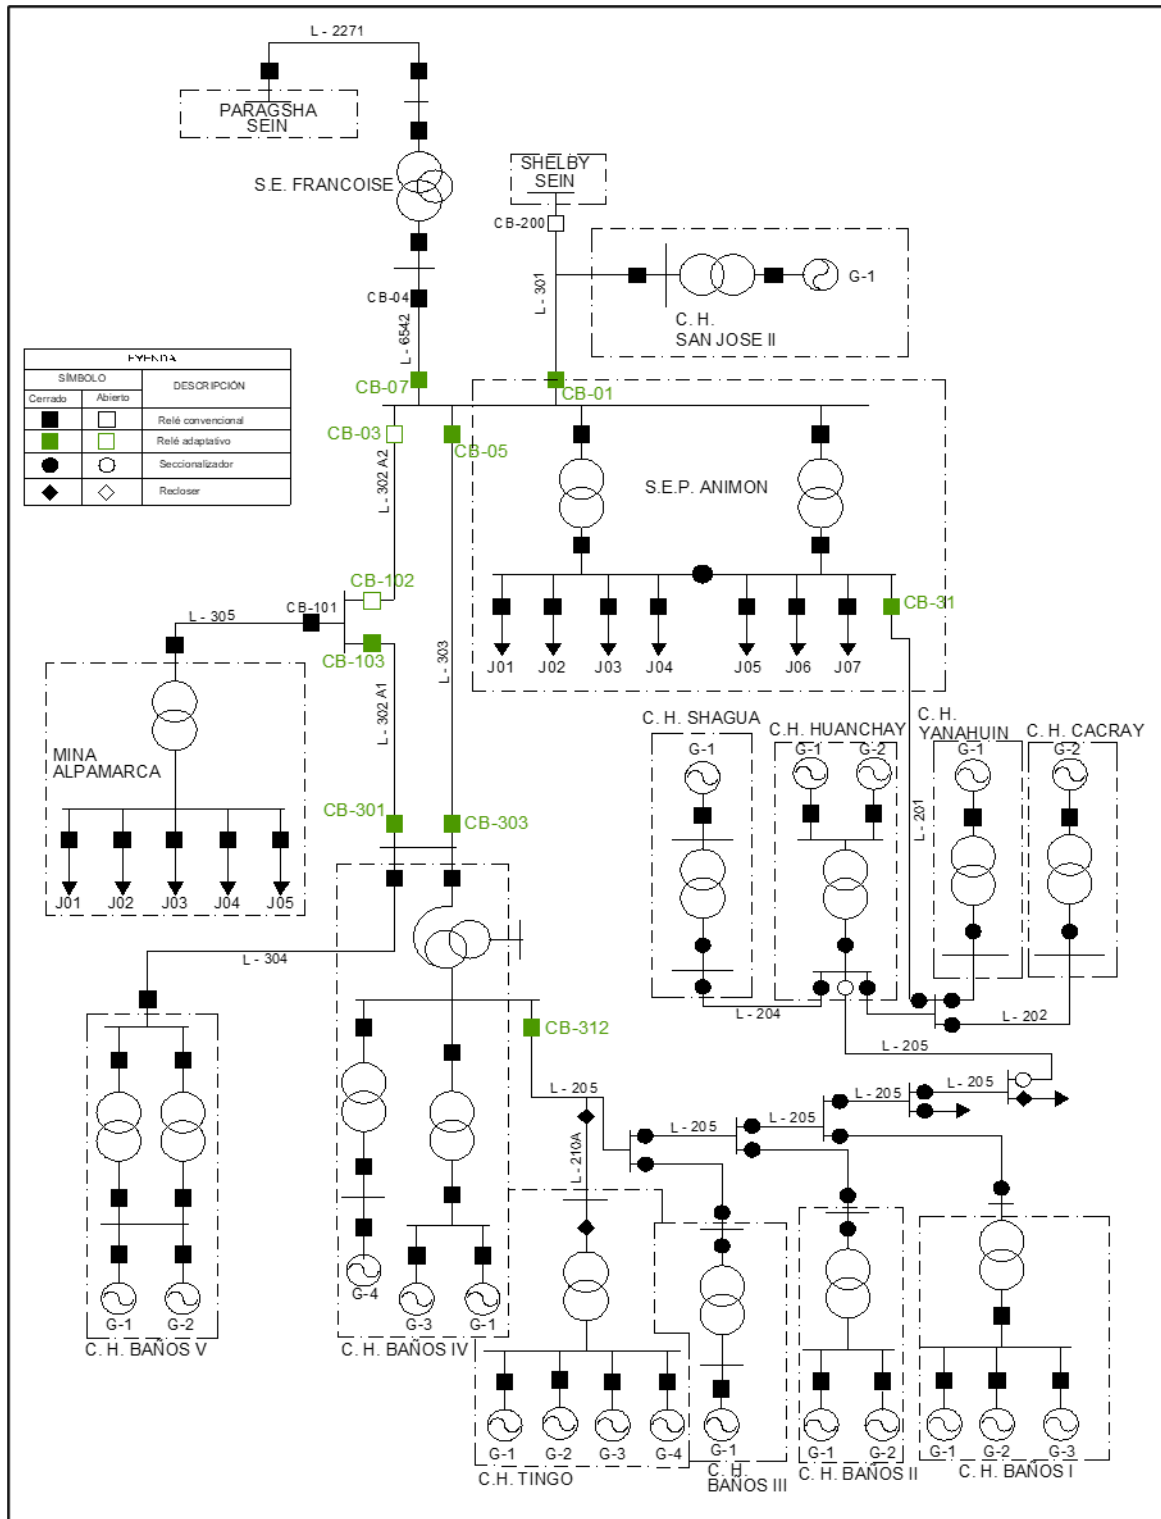 L - 2271
PARAGSHA
SEIN
S.E. FRANCOISE
SHELBY
SEIN
CB-200
L - 301
G-1
C. H.
SAN JOSE II
CB-04
L - 6542
CB-07
CB-01
SÍMBOLO
DESCRIPCIÓN
Cerrado
Abierto
Relé convencional
Relé adaptativo
Seccionalizador
Recloser
CB-03
CB-05
L - 302 A2
S.E.P. ANIMON
CB-102
CB-101
L - 305
CB-103
CB-31
J01
J02
J03
J04
J05
J06
J07
L - 303
L - 302 A1
MINA
ALPAMARCA
C. H. SHAGUA
G-1
C.H. HUANCHAY
G-1
G-2
C. H.
YANAHUIN
G-1
C. H. CACRAY
G-2
L - 201
CB-301
CB-303
J01
J02
J03
J04
J05
L - 304
L - 204
L - 202
CB-312
L - 205
L - 205
L - 205
L - 205
L - 205
L - 210A
G-1
G-2
C. H. BAÑOS V
G-4
G-3
G-1
C. H. BAÑOS IV
G-1
G-2
G-3
G-4
C.H. TINGO
G-1
C. H.
BAÑOS III
G-1
G-2
C. H. BAÑOS II
G-1
G-2
G-3
C. H. BAÑOS I